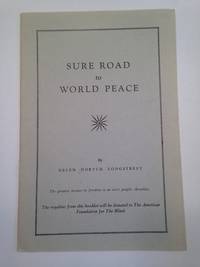 SURE ROAD
to
WORLD PEACE
By
HELEN DORTCH LONGSTREET
The greatest menace to freedom is an inert people. —Brandeis.
The royalties from this booklet will be donated to The American
Foundation for The Blind